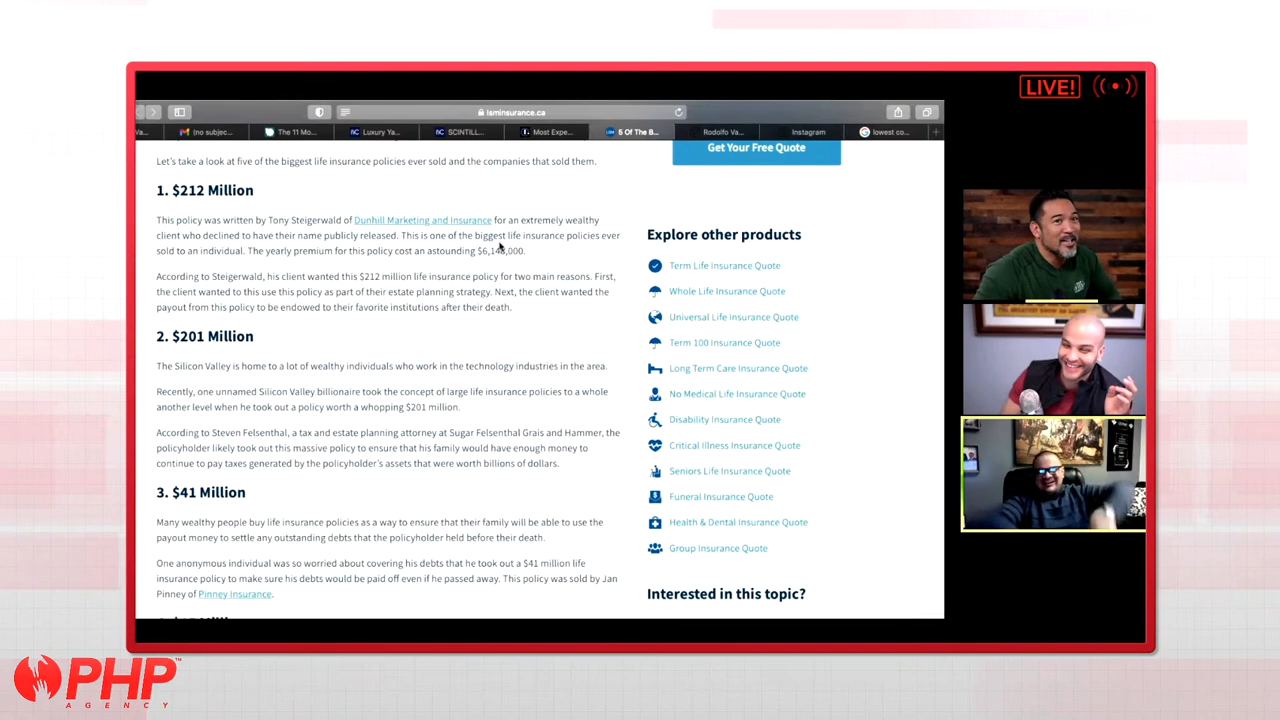 LIVE!
lsminsurance.ca
Va...
(no subjec...
The 11 Mo...
Luxury Ya...
SCINTILL...
Most Expe...
5 Of The B...
Rodolfo Va...
Instagram
lowest co...
Let's take a look at five of the biggest life insurance policies ever sold and the companies that sold them.
1. $212 Million
This policy was written by Tony Steigerwald of Dunhill Marketing and Insurance for an extremely wealthy
client who declined to have their name publicly released. This is one of the biggest life insurance policies ever
sold to an individual. The yearly premium for this policy cost an astounding
According to Steigerwald, his client wanted this $212 million life insurance policy for two main reasons. First,
the client wanted to this use this policy as part of their estate planning strategy. Next, the client wanted the
payout from this policy to be endowed to their favorite institutions after their death.
2. $201 Million
The Silicon Valley is home to a lot of wealthy individuals who work in the technology industries in the area.
Recently, one unnamed Silicon Valley billionaire took the concept of large life insurance policies to a whole
another level when he took out a policy worth a whopping $201 million.
According to Steven Felsenthal, a tax and estate planning attorney at Sugar Felsenthal Grais and Hammer, the
policyholder likely took out this massive policy to ensure that his family would have enough money to
continue to pay taxes generated by the policyholder's assets that were worth billions of dollars.
3. $41 Million
Many wealthy people buy life insurance policies as a way to ensure that their family will be able to use the
payout money to settle any outstanding debts that the policyholder held before their death.
One anonymous individual was so worried about covering his debts that he took out a $41 million life
insurance policy to make sure his debts would be paid off even if he passed away. This policy was sold by Jan
Pinney of Pinney Insurance.
Get Your Free Quote
Explore other products
Term Life Insurance Quote
Whole Life Insurance Quote
Universal Life Insurance Quote
Term 100 Insurance Quote
Long Term Care Insurance Quote
No Medical Life Insurance Quote
Disability Insurance Quote
Critical Illness Insurance Quote
Seniors Life Insurance Quote
Funeral Insurance Quote
Health & Dental Insurance Quote
Group Insurance Quote
Interested in this topic?
PHP™
AGENCY